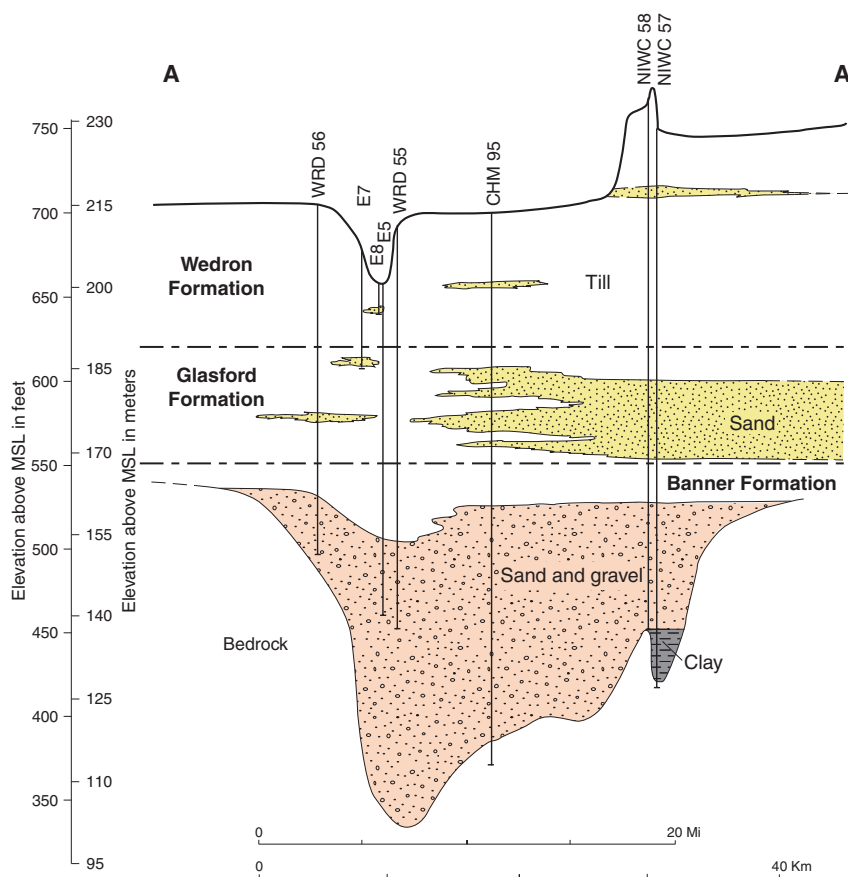 A
A
NIWC 58
NIWC 57
WRD 56
E7
E8
E5
WRD 55
CHM 95
750
700
650
600
550
500
450
400
350
Elevation above MSL in feet
230
215
200
185
170
155
140
125
110
95
Elevation above MSL in meters
Wedron
Formation
Till
Glasford
Formation
Sand
Banner Formation
Sand and gravel
Bedrock
Clay
0
20 Mi
0
40 Km